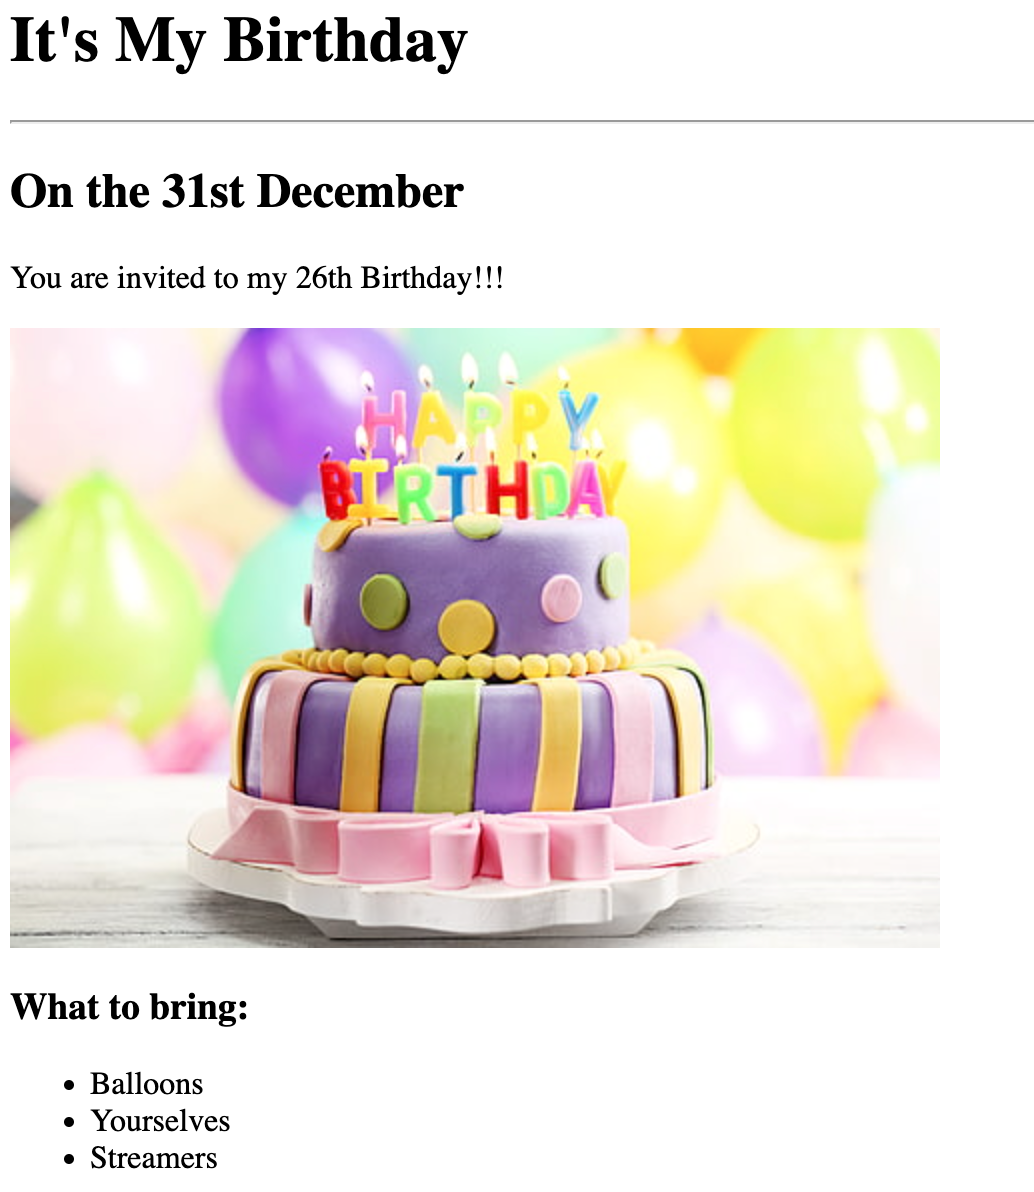 It's My Birthday
On the 31st December
You are invited to my 26th Birthday!!!
HAPPY
BIRTHDAY
What to bring:
Balloons
Yourselves
Streamers